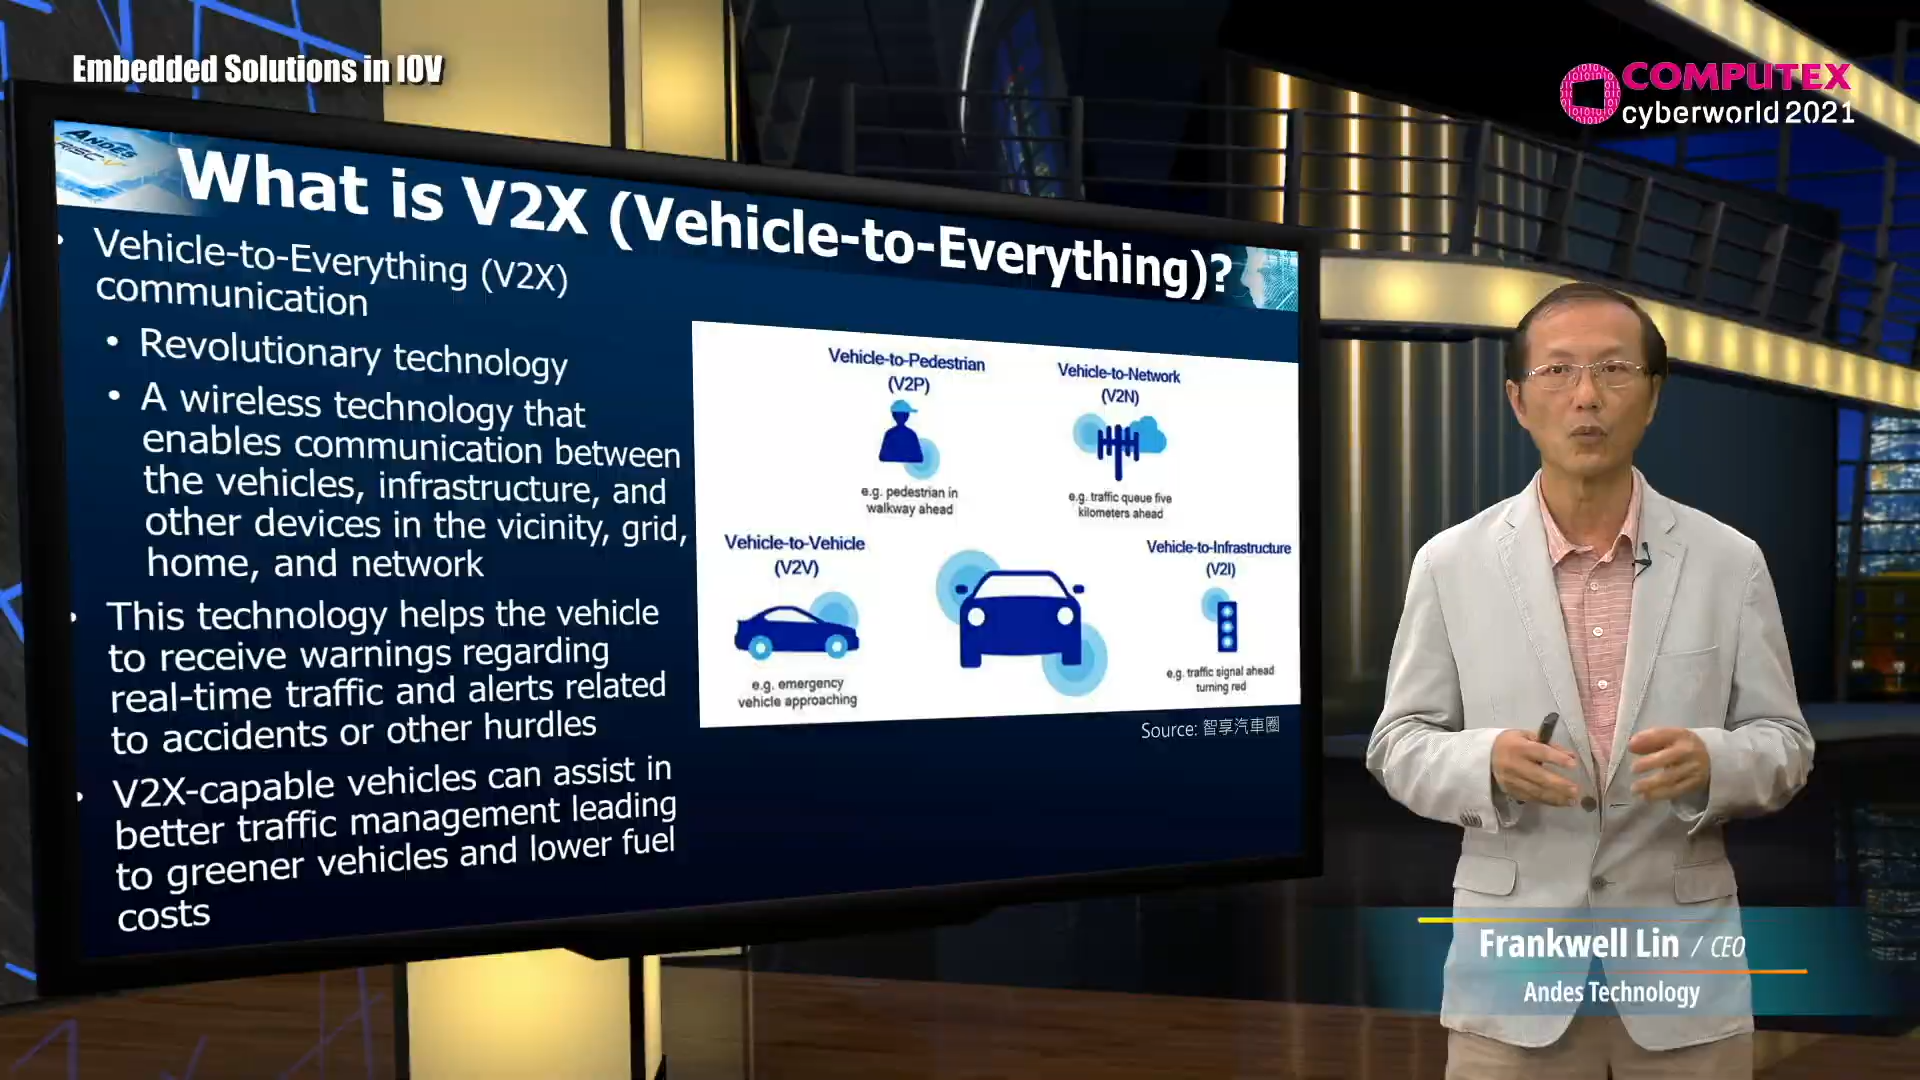 Embedded Solutions in IOV
COMPUTEX
cyberworld 2021
ANDES
RISC-V
What is V2X (Vehicle-to-Everything)?
Vehicle-to-Everything (V2X)
communication
• Revolutionary technology
• A wireless technology that
enables communication between
the vehicles, infrastructure, and
other devices in the vicinity, grid,
home, and network
• This technology helps the vehicle
to receive warnings regarding
real-time traffic and alerts related
to accidents or other hurdles
• V2X-capable vehicles can assist in
better traffic management leading
to greener vehicles and lower fuel
costs
Vehicle-to-Pedestrian
(V2P)
e.g. pedestrian in
walkway ahead
Vehicle-to-Network
(V2N)
e.g. traffic queue five
kilometers ahead
Vehicle-to-Vehicle
(V2V)
e.g. emergency
vehicle approaching
Vehicle-to-Infrastructure
(V2I)
e.g. traffic signal ahead
turning red
Source: 智享汽車圈
Frankwell Lin / CEO
Andes Technology